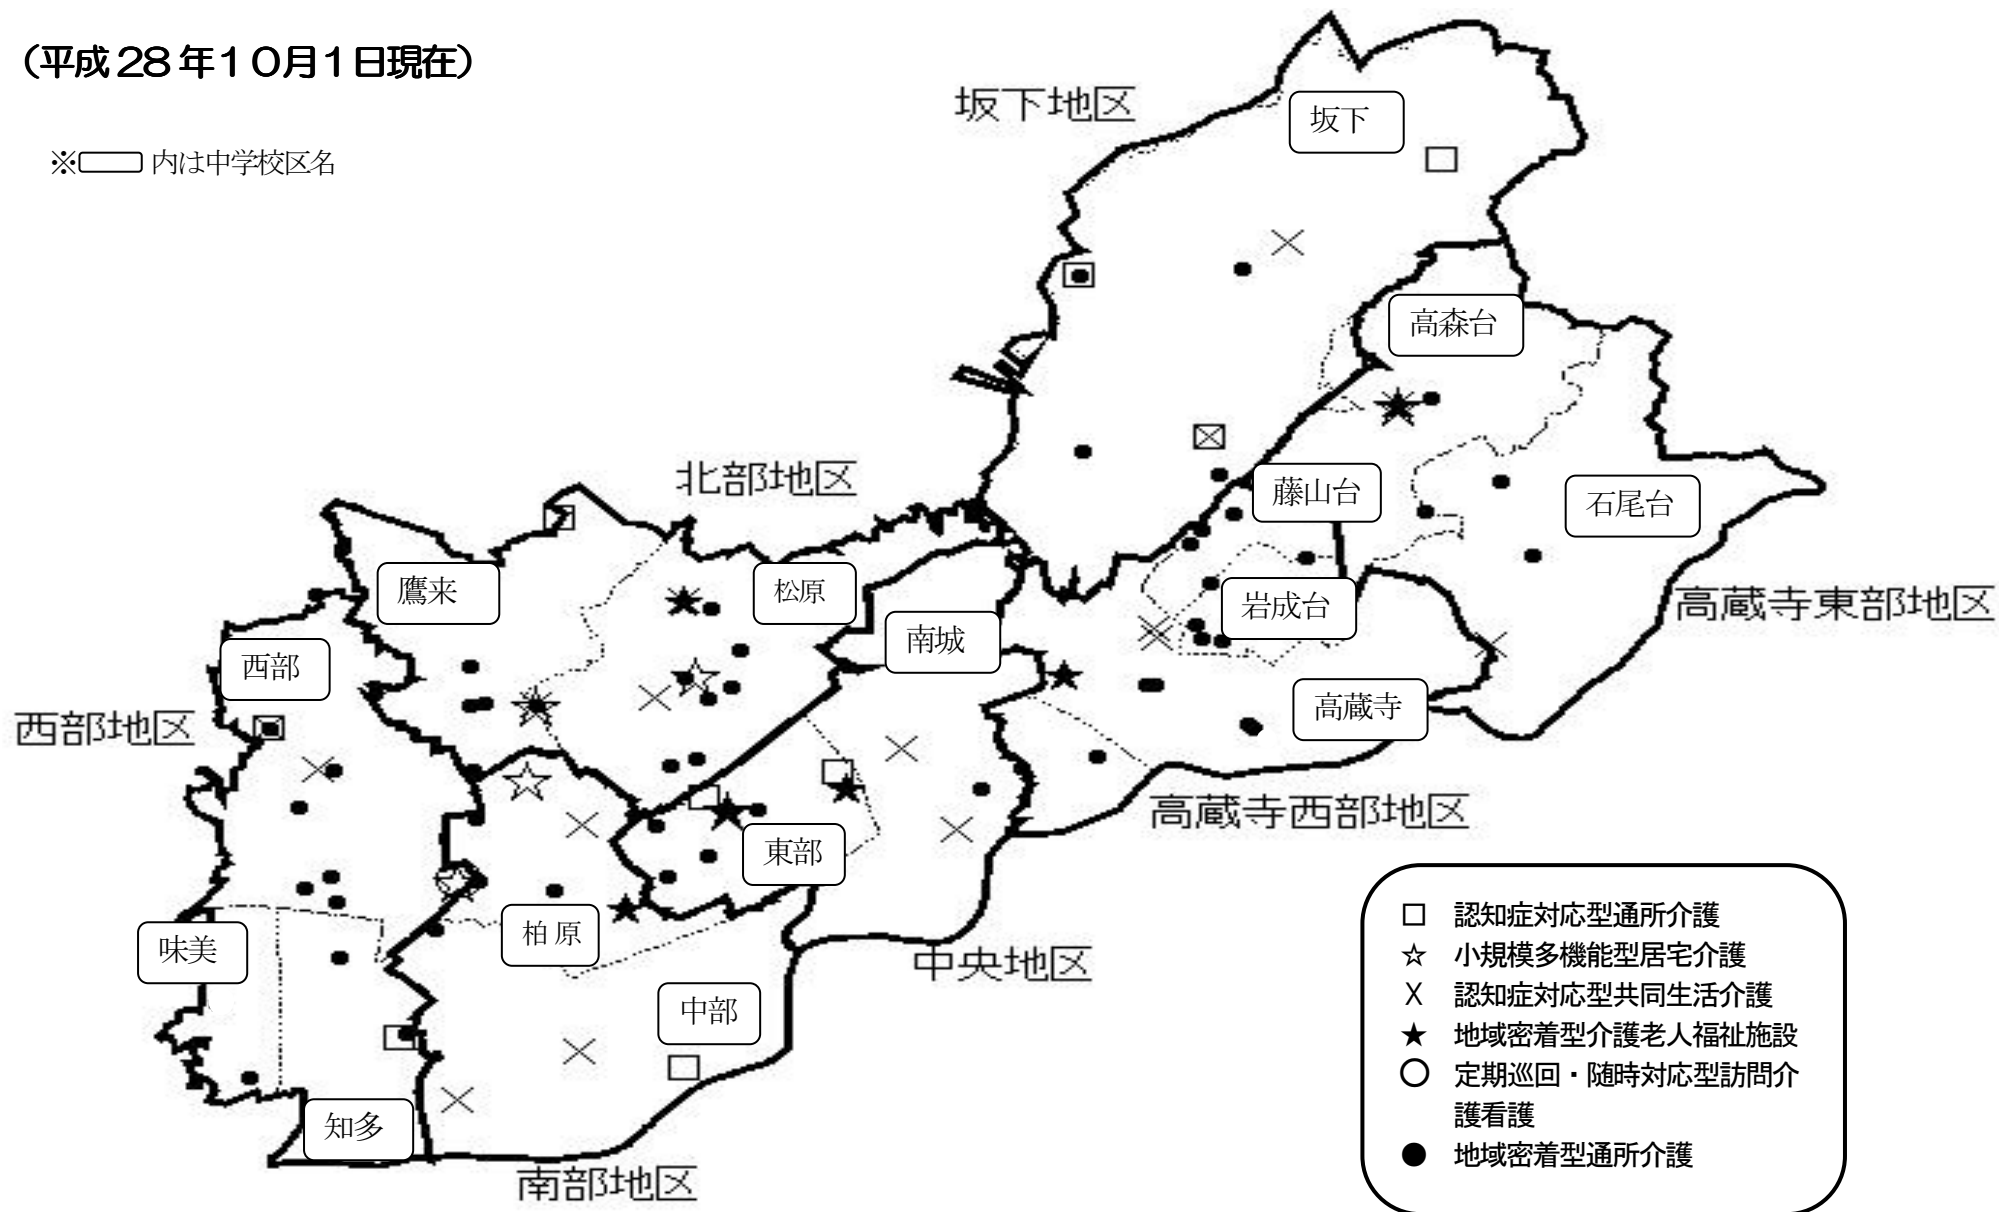 （平成28年10月1日現在）
※ 内は中学校区名
坂下地区
坂下
高森台
北部地区
藤山台
石尾台
鷹来
松原
岩成台
高蔵寺東部地区
南城
西部
高蔵寺
西部地区
高蔵寺西部地区
東部
柏原
味美
中央地区
中部
知多
南部地区
□ 認知症対応型通所介護
☆ 小規模多機能型居宅介護
X 認知症対応型共同生活介護
★ 地域密着型介護老人福祉施設
○ 定期巡回・随時対応型訪問介
護看護
● 地域密着型通所介護